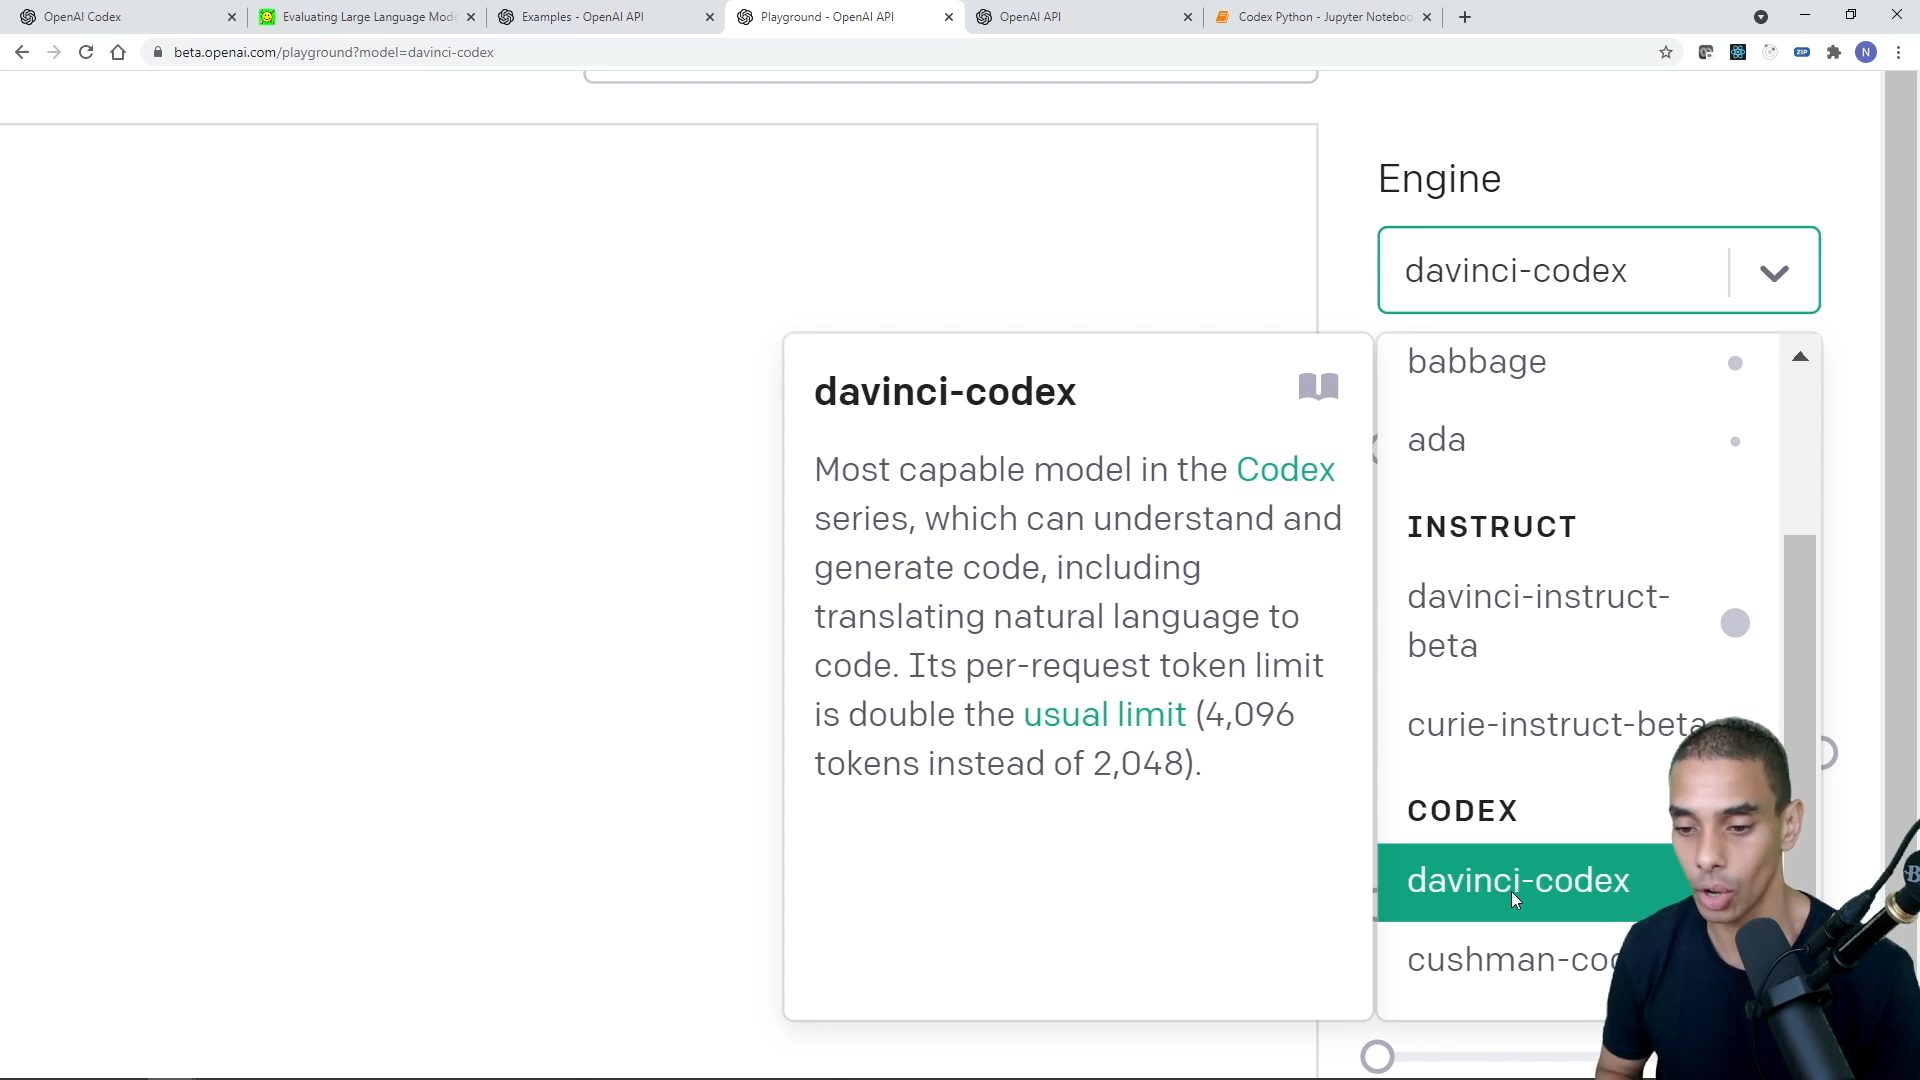 OpenAI Codex
Evaluating Large Language Mode
Examples - OpenAI API
Playground - OpenAI API
OpenAI API
Codex Python - Jupyter Noteboo
beta.openai.com/playground?model=davinci-codex
ZIP
N
Engine
davinci-codex
davinci-codex
Most capable model in the Codex
series, which can understand and
generate code, including
translating natural language to
code. Its per-request token limit
is double the usual limit (4,096
tokens instead of 2,048).
babbage
ada
INSTRUCT
davinci-instruct-
beta
curie-instruct-beta
CODEX
davinci-codex
cushman-cod
B